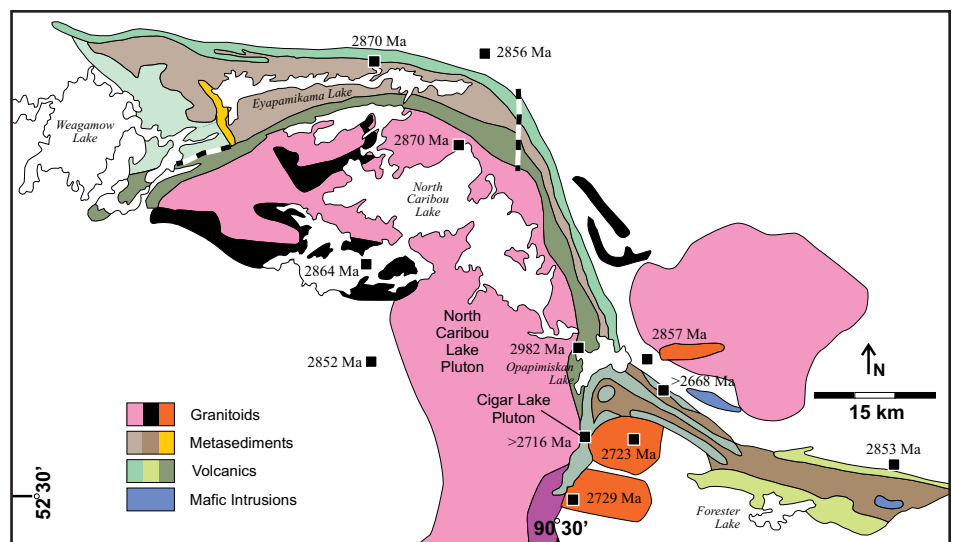 2870 Ma
2856 Ma
Eyapamikama Lake
Weagamow
Lake
2870 Ma
North
Caribou
Lake
2864 Ma
North
Caribou
Lake
Pluton
2857 Ma
2982 Ma
Opapimiskan
Lake
2852 Ma
>2668 Ma
N
15 km
Cigar Lake
Pluton
>2716 Ma
2723 Ma
2853 Ma
2729 Ma
Forester
Lake
Granitoids
Metasediments
Volcanics
Mafic Intrusions
52°30'
90°30'